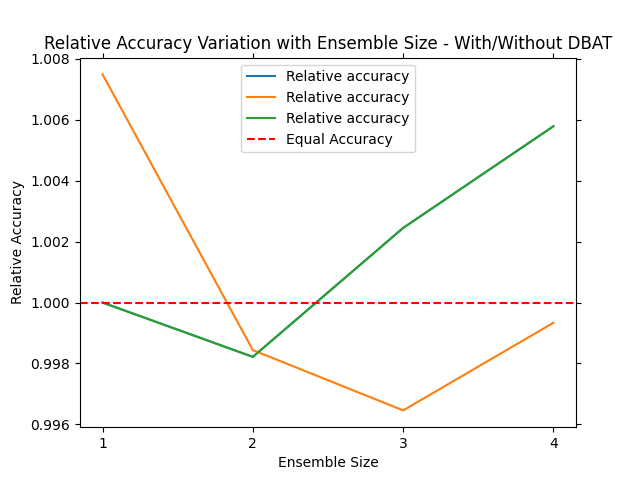 Relative Accuracy Variation with Ensemble Size - With/Without DBAT
Relative accuracy
Relative accuracy
Relative accuracy
Equal Accuracy
Relative Accuracy
1.008
1.006
1.004
1.002
1.000
0.998
0.996
1 2 3 4
Ensemble Size